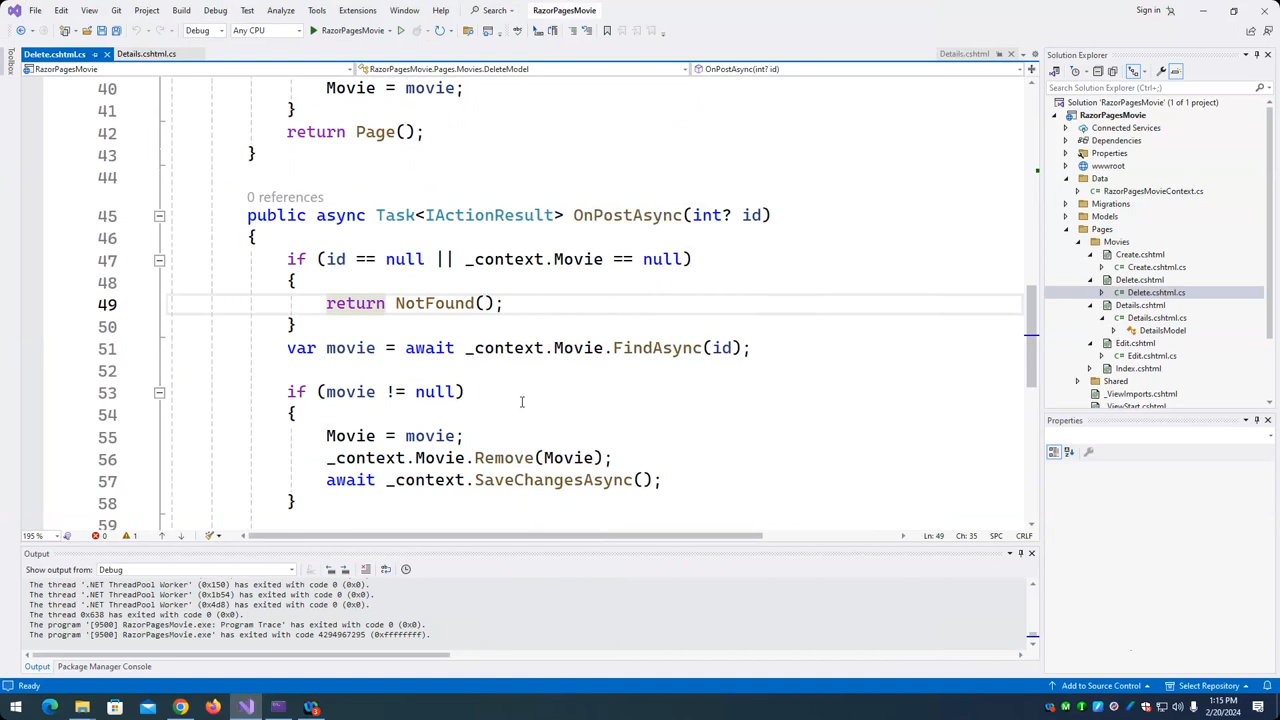 File Edit View Git Project Build Debug Test Analyze Tools Extensions Window Help Search RazorPagesMovie Sign in
Debug Any CPU RazorPagesMovie
Delete.cshtml.cs Details.cshtml.cs Details.cshtml
RazorPagesMovie RazorPagesMovie.Pages.Movies.DeleteModel OnPostAsync(int? id)
40 Movie = movie;
41 }
42 return Page();
43 }
44
0 references
45 public async Task<IActionResult> OnPostAsync(int? id)
46 {
47 if (id == null || _context.Movie == null)
48 {
49 return NotFound();
50 }
51 var movie = await _context.Movie.FindAsync(id);
52
53 if (movie != null)
54 {
55 Movie = movie;
56 _context.Movie.Remove(Movie);
57 await _context.SaveChangesAsync();
58 }
59
195 % 0 1 Ln: 49 Ch: 35 SPC CRLF
Output
Show output from: Debug
The thread '.NET ThreadPool Worker' (0x150) has exited with code 0 (0x0).
The thread '.NET ThreadPool Worker' (0x1b54) has exited with code 0 (0x0).
The thread '.NET ThreadPool Worker' (0x4d8) has exited with code 0 (0x0).
The thread 0x638 has exited with code 0 (0x0).
The program '[9500] RazorPagesMovie.exe: Program Trace' has exited with code 0 (0x0).
The program '[9500] RazorPagesMovie.exe' has exited with code 4294967295 (0xffffffff).
Output Package Manager Console
Toolbox
Solution Explorer
Search Solution Explorer (Ctrl+;)
Solution 'RazorPagesMovie' (1 of 1 project)
RazorPagesMovie
Connected Services
Dependencies
Properties
wwwroot
Data
RazorPagesMovieContext.cs
Migrations
Models
Pages
Movies
Create.cshtml
Create.cshtml.cs
Delete.cshtml
Delete.cshtml.cs
Details.cshtml
Details.cshtml.cs
DetailsModel
Edit.cshtml
Edit.cshtml.cs
Index.cshtml
Shared
_ViewImports.cshtml
_ViewStart.cshtml
Properties
Ready Add to Source Control Select Repository
1:15 PM
2/20/2024